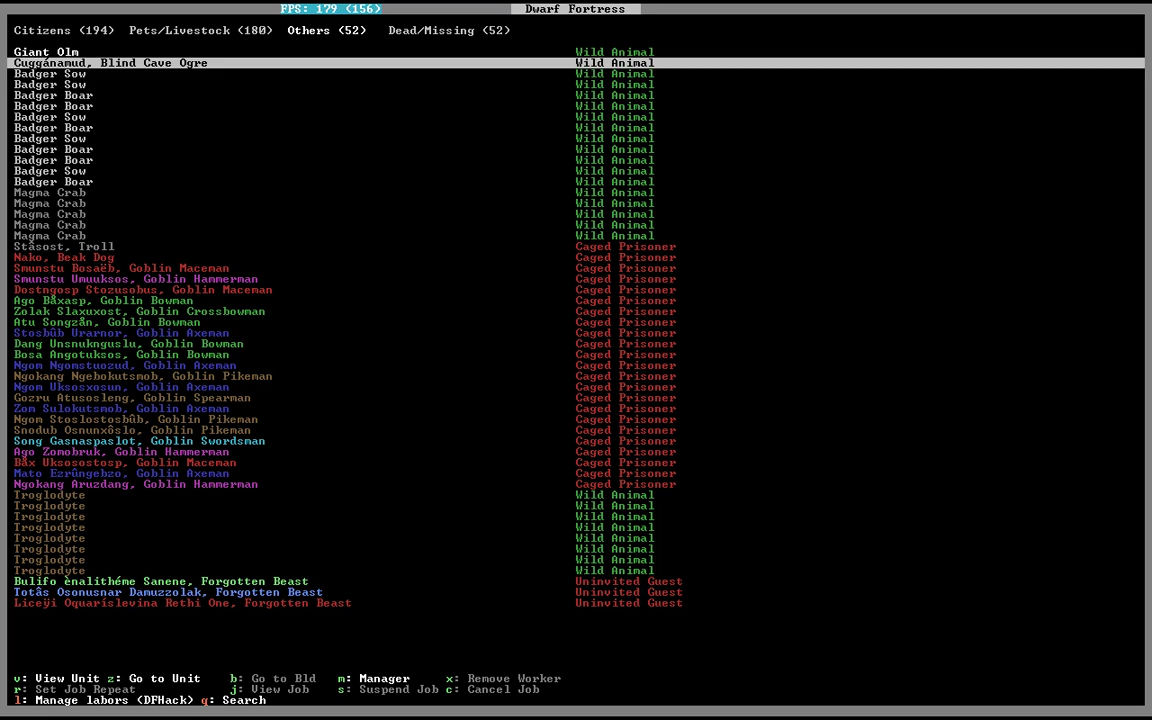 FPS: 179 (156) Dwarf Fortress
Citizens (194) Pets/Livestock (180) Others (52) Dead/Missing (52)
Giant Olm Wild Animal
Cuggánamud, Blind Cave Ogre Wild Animal
Badger Sow Wild Animal
Badger Sow Wild Animal
Badger Boar Wild Animal
Badger Boar Wild Animal
Badger Sow Wild Animal
Badger Boar Wild Animal
Badger Sow Wild Animal
Badger Boar Wild Animal
Badger Boar Wild Animal
Badger Sow Wild Animal
Badger Boar Wild Animal
Magma Crab Wild Animal
Magma Crab Wild Animal
Magma Crab Wild Animal
Magma Crab Wild Animal
Magma Crab Wild Animal
Stâsost, Troll Caged Prisoner
Nako, Beak Dog Caged Prisoner
Smunstu Bosaëb, Goblin Maceman Caged Prisoner
Smunstu Umuuksos, Goblin Hammerman Caged Prisoner
Dostngosp Stozusobus, Goblin Maceman Caged Prisoner
Ago Båxasp, Goblin Bowman Caged Prisoner
Zolak Slaxuxost, Goblin Crossbowman Caged Prisoner
Atu Songzån, Goblin Bowman Caged Prisoner
Stosbûb Urarnor, Goblin Axeman Caged Prisoner
Dang Unsnuknguslu, Goblin Bowman Caged Prisoner
Bosa Angotuksos, Goblin Bowman Caged Prisoner
Ngom Ngomstuozud, Goblin Axeman Caged Prisoner
Ngokang Ngebokutsmob, Goblin Pikeman Caged Prisoner
Ngom Uksosxosun, Goblin Axeman Caged Prisoner
Gozru Atusosleng, Goblin Spearman Caged Prisoner
Zom Sulokutsmob, Goblin Axeman Caged Prisoner
Ngom Stoslostosbûb, Goblin Pikeman Caged Prisoner
Snodub Osnunxôslo, Goblin Pikeman Caged Prisoner
Song Gasnaspaslot, Goblin Swordsman Caged Prisoner
Ago Zomobruk, Goblin Hammerman Caged Prisoner
Båx Uksosostosp, Goblin Maceman Caged Prisoner
Mato Ezrûngebzo, Goblin Axeman Caged Prisoner
Ngokang Aruzdang, Goblin Hammerman Caged Prisoner
Troglodyte Wild Animal
Troglodyte Wild Animal
Troglodyte Wild Animal
Troglodyte Wild Animal
Troglodyte Wild Animal
Troglodyte Wild Animal
Troglodyte Wild Animal
Troglodyte Wild Animal
Bulifo ènalithéme Sanene, Forgotten Beast Uninvited Guest
Totâs Osonusnar Damuzzolak, Forgotten Beast Uninvited Guest
Liceÿi Oquaríslevina Rethi One, Forgotten Beast Uninvited Guest
v: View Unit z: Go to Unit b: Go to Bld m: Manager x: Remove Worker
r: Set Job Repeat j: View Job s: Suspend Job c: Cancel Job
l: Manage labors (DFHack) q: Search